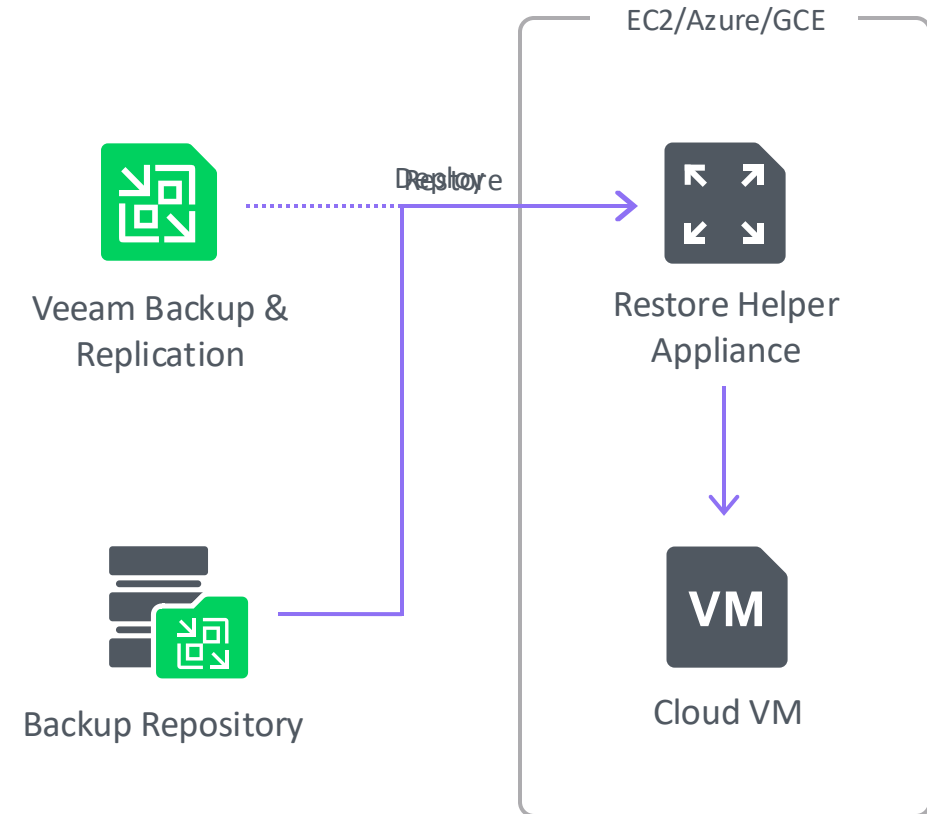 EC2/Azure/GCE
Deploy
Restore
Veeam Backup &
Replication
Restore Helper
Appliance
VM
Backup Repository
Cloud VM